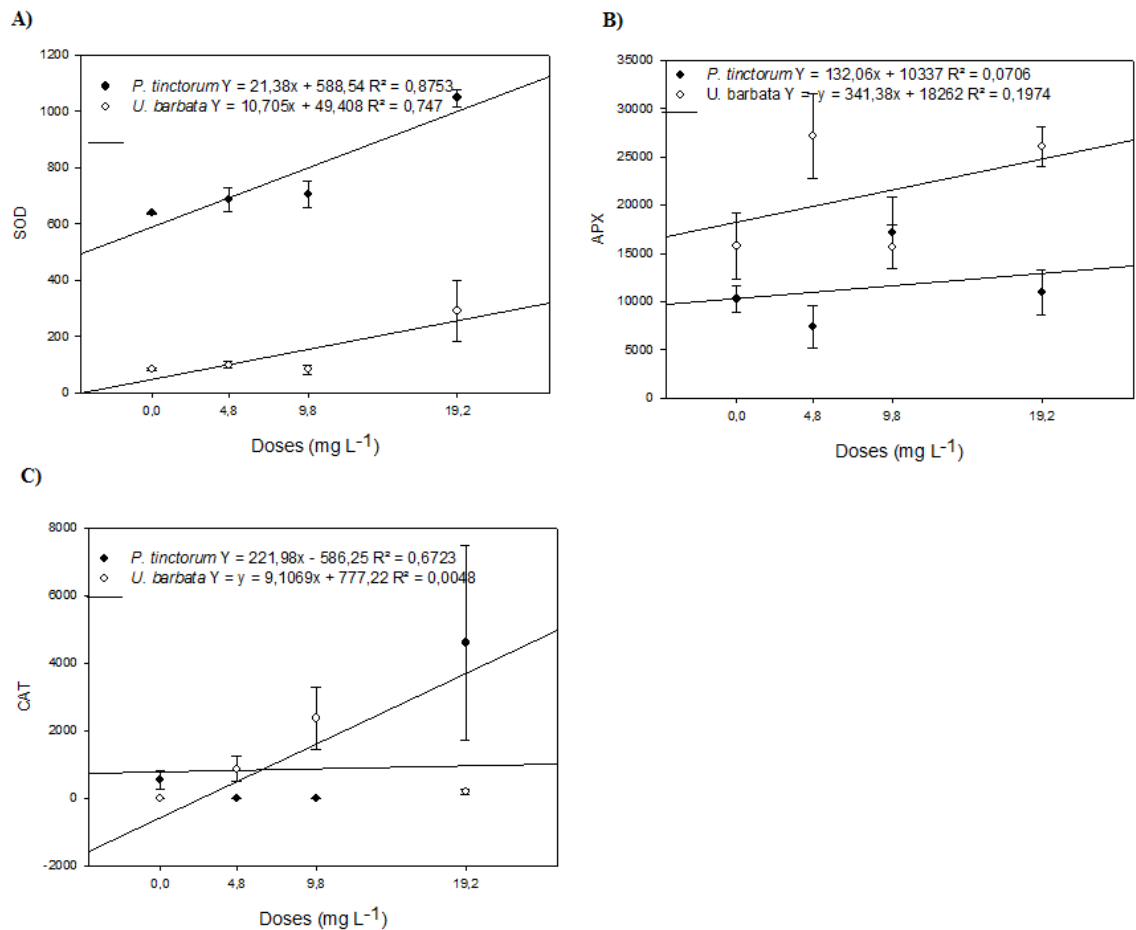 A)
1200
1000
800
600
400
200
0
SOD
P. tinctorum Y = 21,38x + 588,54 R² = 0,8753
U. barbata Y = 10,705x + 49,408 R² = 0,747
0,0 4,8 9,8 19,2
Doses (mg L⁻¹)
B)
35000
30000
25000
20000
15000
10000
5000
0
APX
P. tinctorum Y = 132,06x + 10337 R² = 0,0706
U. barbata Y = y = 341,38x + 18262 R² = 0,1974
0,0 4,8 9,8 19,2
Doses (mg L⁻¹)
C)
8000
6000
4000
2000
0
-2000
CAT
P. tinctorum Y = 221,98x - 586,25 R² = 0,6723
U. barbata Y = y = 9,1069x + 777,22 R² = 0,0048
0,0 4,8 9,8 19,2
Doses (mg L⁻¹)